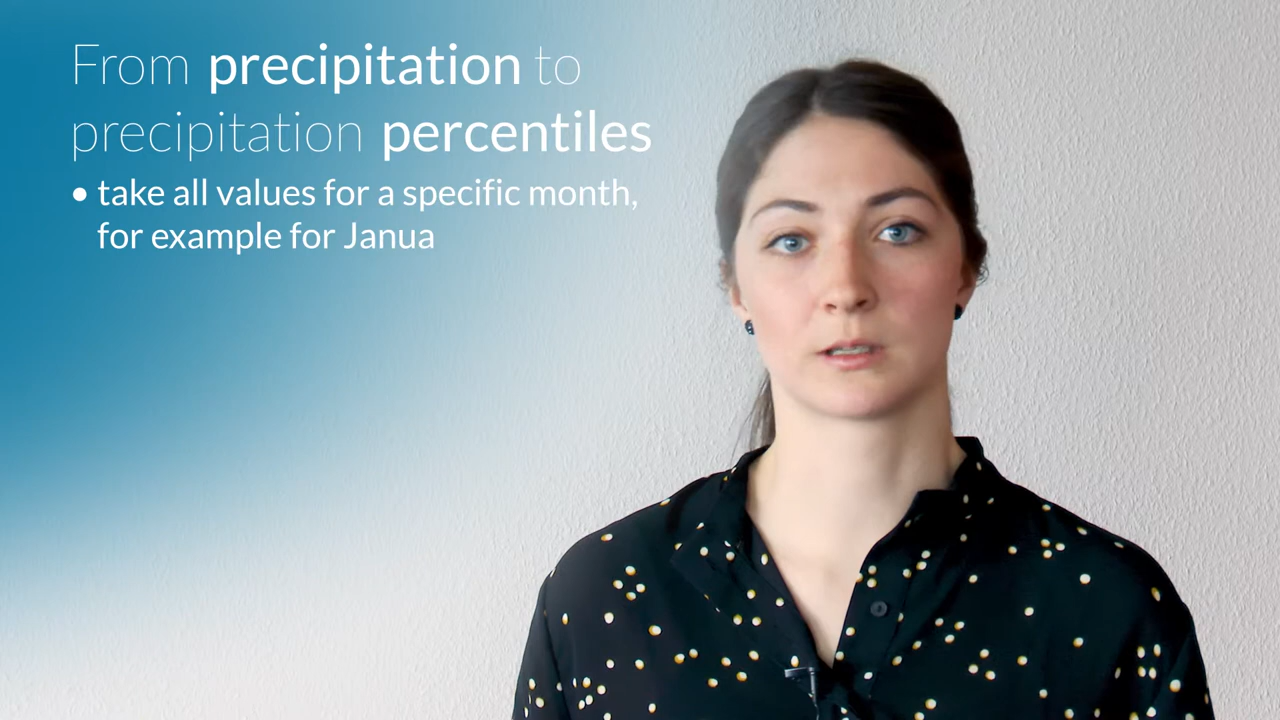 From precipitation to
precipitation percentiles
• take all values for a specific month,
for example for Janua